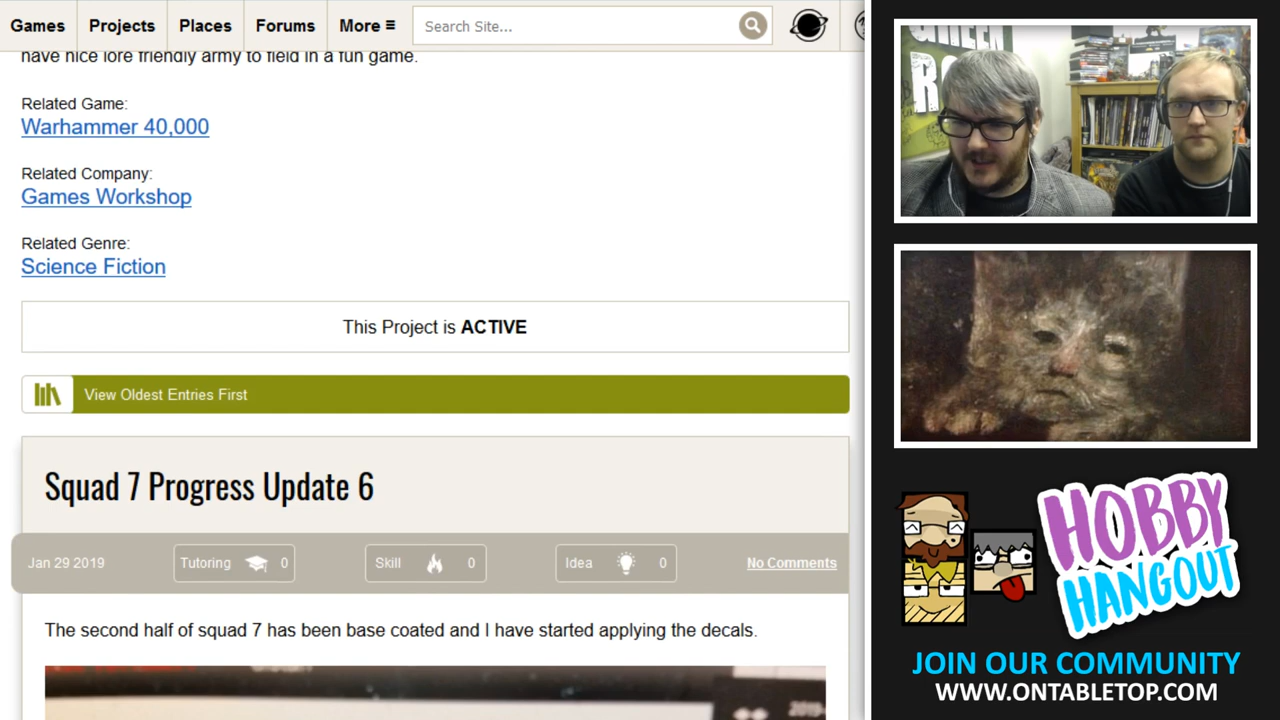 Games Projects Places Forums More ≡ Search Site...
have nice lore friendly army to field in a fun game.
Related Game:
Warhammer 40,000
Related Company:
Games Workshop
Related Genre:
Science Fiction
This Project is ACTIVE
View Oldest Entries First
Squad 7 Progress Update 6
Jan 29 2019 Tutoring 0 Skill 0 Idea 0 No Comments
The second half of squad 7 has been base coated and I have started applying the decals.
HOBBY
HANGOUT
JOIN OUR COMMUNITY
WWW.ONTABLETOP.COM